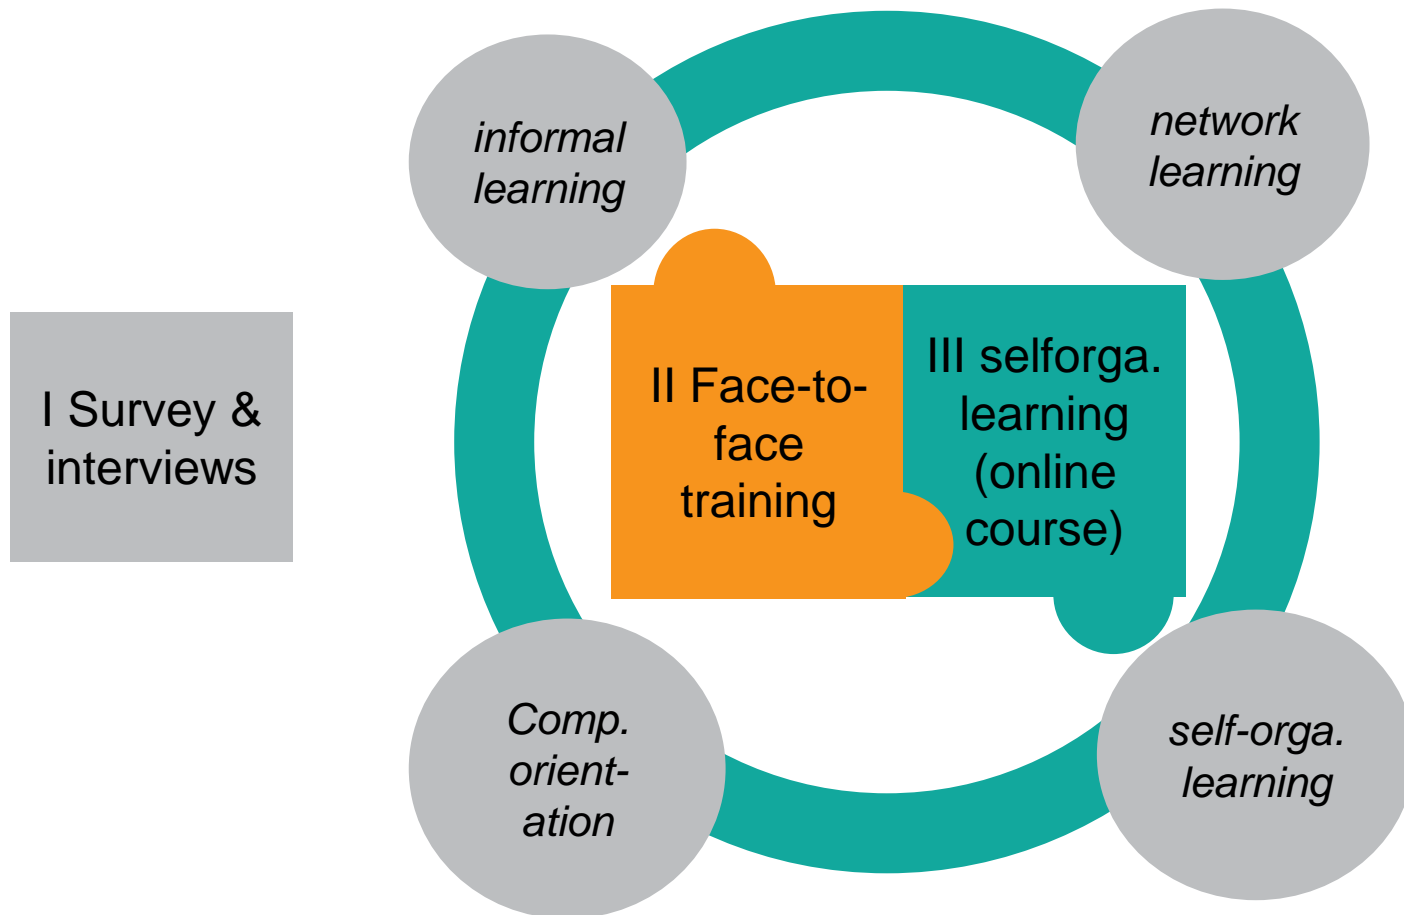 informal
learning
network
learning
I Survey &
interviews
II Face-to-
face
training
III selforga.
learning
(online
course)
Comp.
orient-
ation
self-orga.
learning